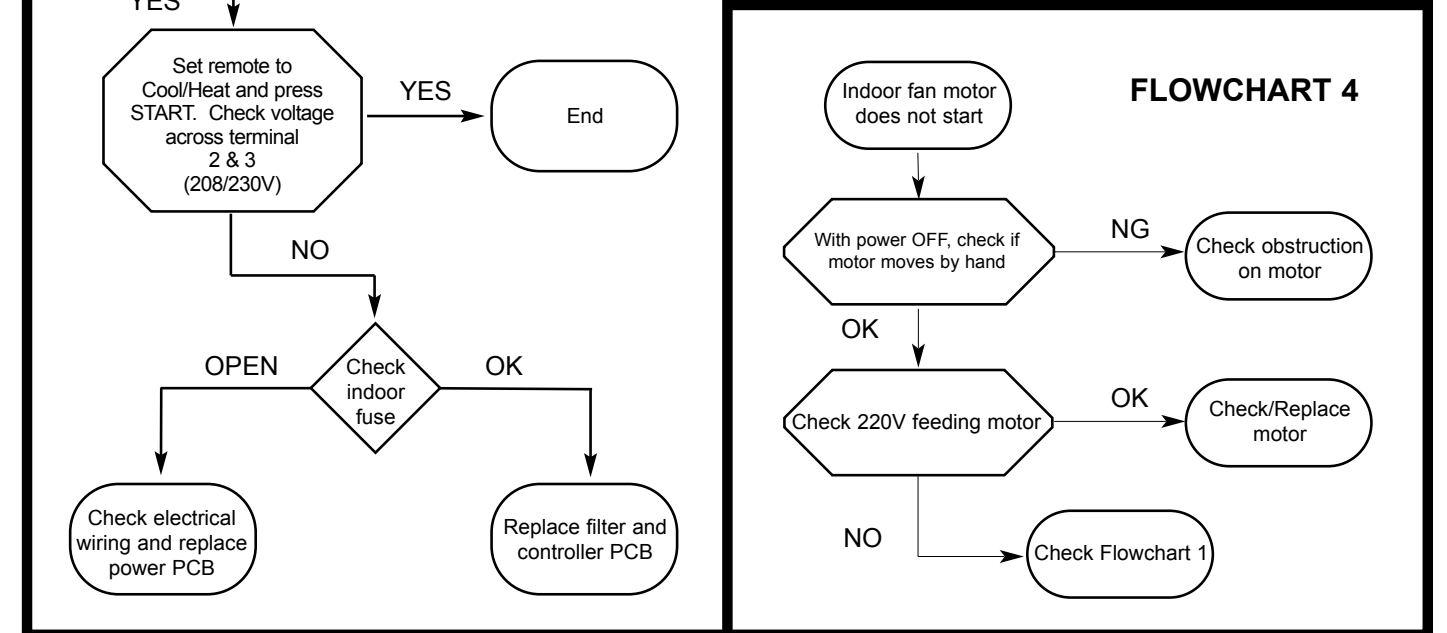 YES
Set remote to
Cool/Heat and press
START. Check voltage
across terminal
2 & 3
(208/230V)
YES
End
NO
Check
indoor
fuse
OPEN
OK
Check electrical
wiring and replace
power PCB
Replace filter and
controller PCB
FLOWCHART 4
Indoor fan motor
does not start
With power OFF, check if
motor moves by hand
NG
Check obstruction
on motor
OK
Check 220V feeding motor
OK
Check/Replace
motor
NO
Check Flowchart 1